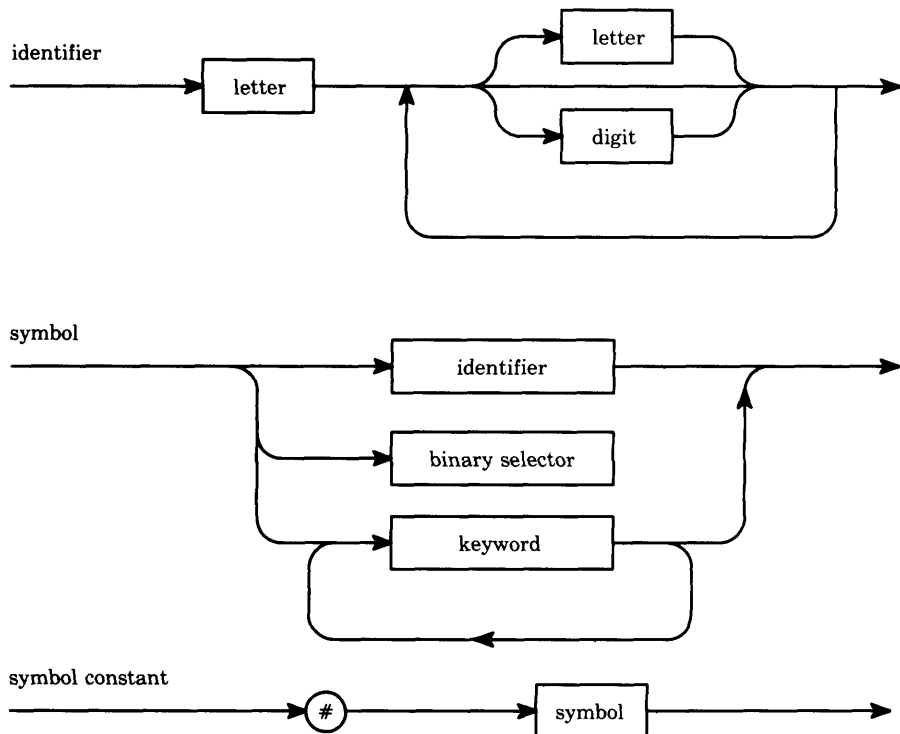 identifier
letter
letter
digit
symbol
identifier
binary selector
keyword
symbol constant
#
symbol